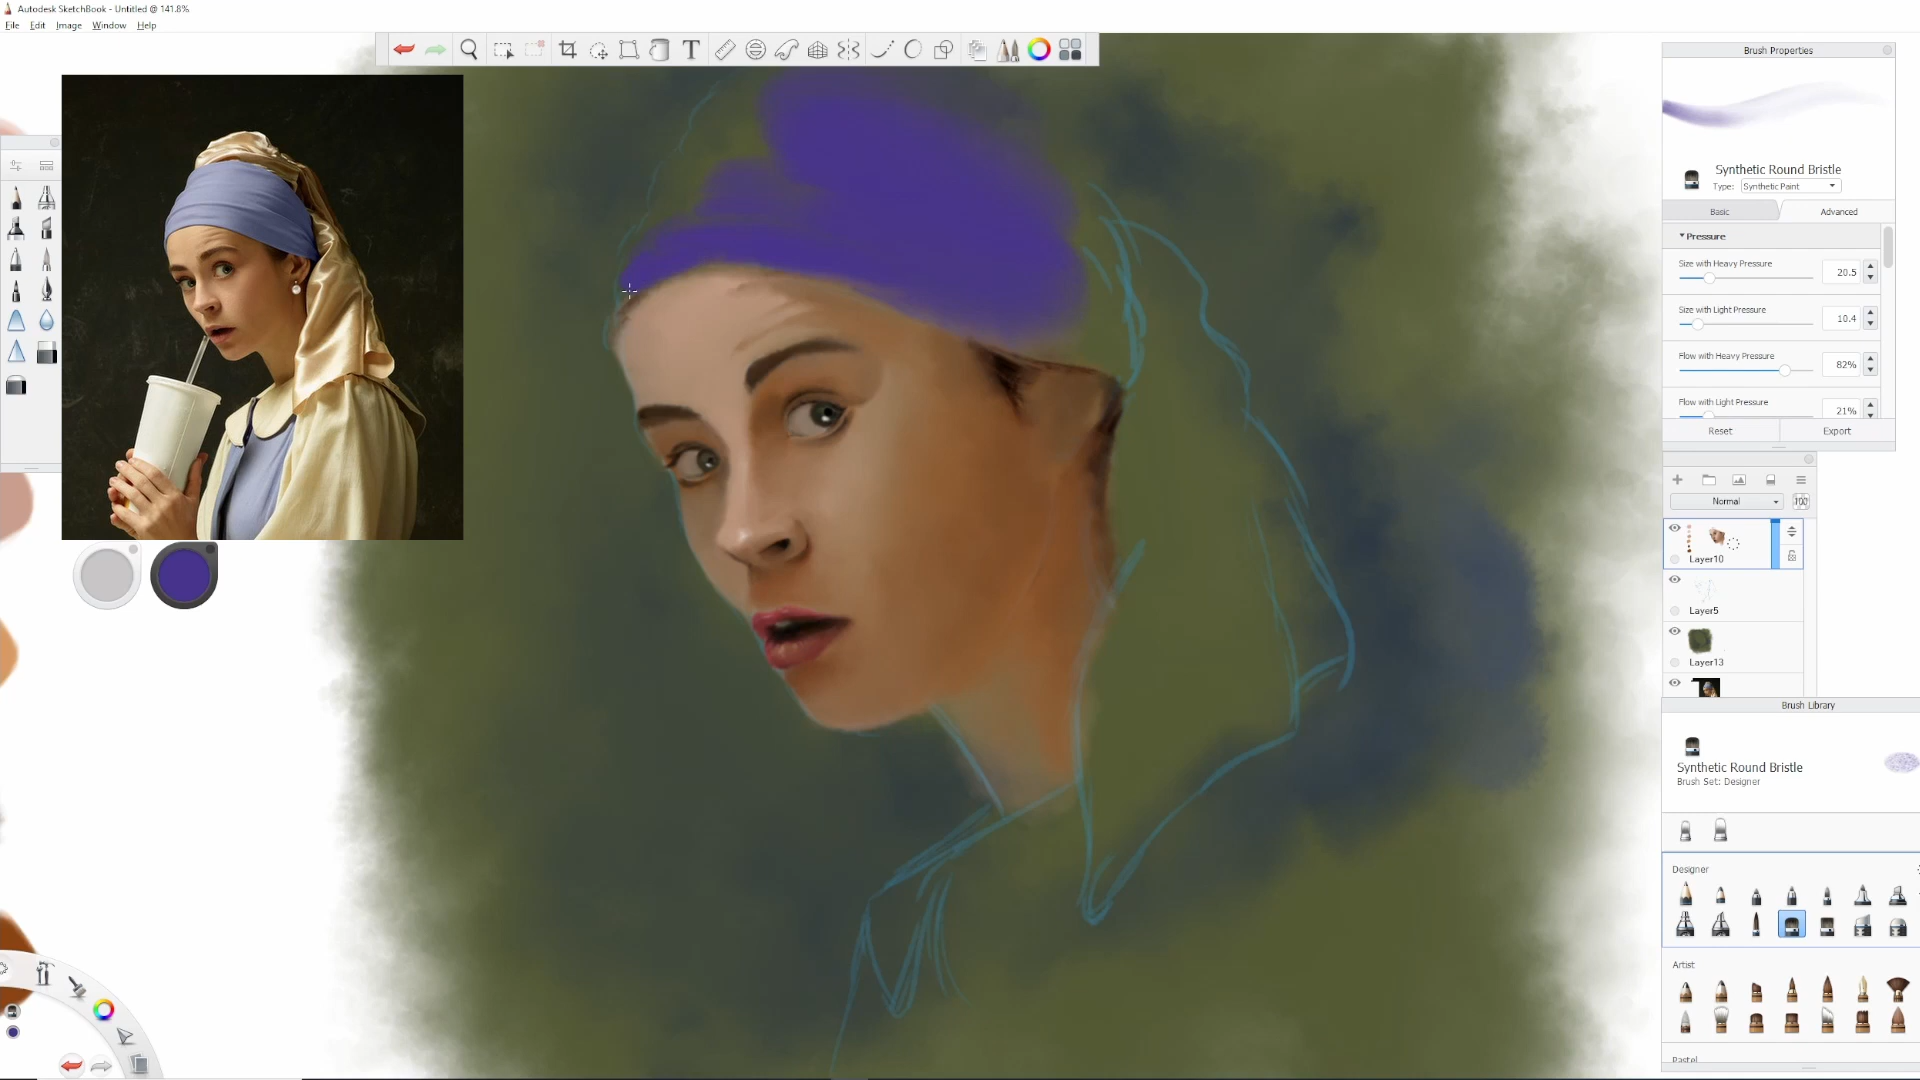 Autodesk SketchBook - Untitled @ 141.8%
File Edit Image Window Help
T
Brush Properties
Synthetic Round Bristle
Type: Synthetic Paint
Basic Advanced
Pressure
Size with Heavy Pressure
20.5
Size with Light Pressure
10.4
Flow with Heavy Pressure
82%
Flow with Light Pressure
21%
Reset Export
Normal 100
Layer10
Layer5
Layer13
Brush Library
Synthetic Round Bristle
Brush Set: Designer
Designer
Artist
Pastel